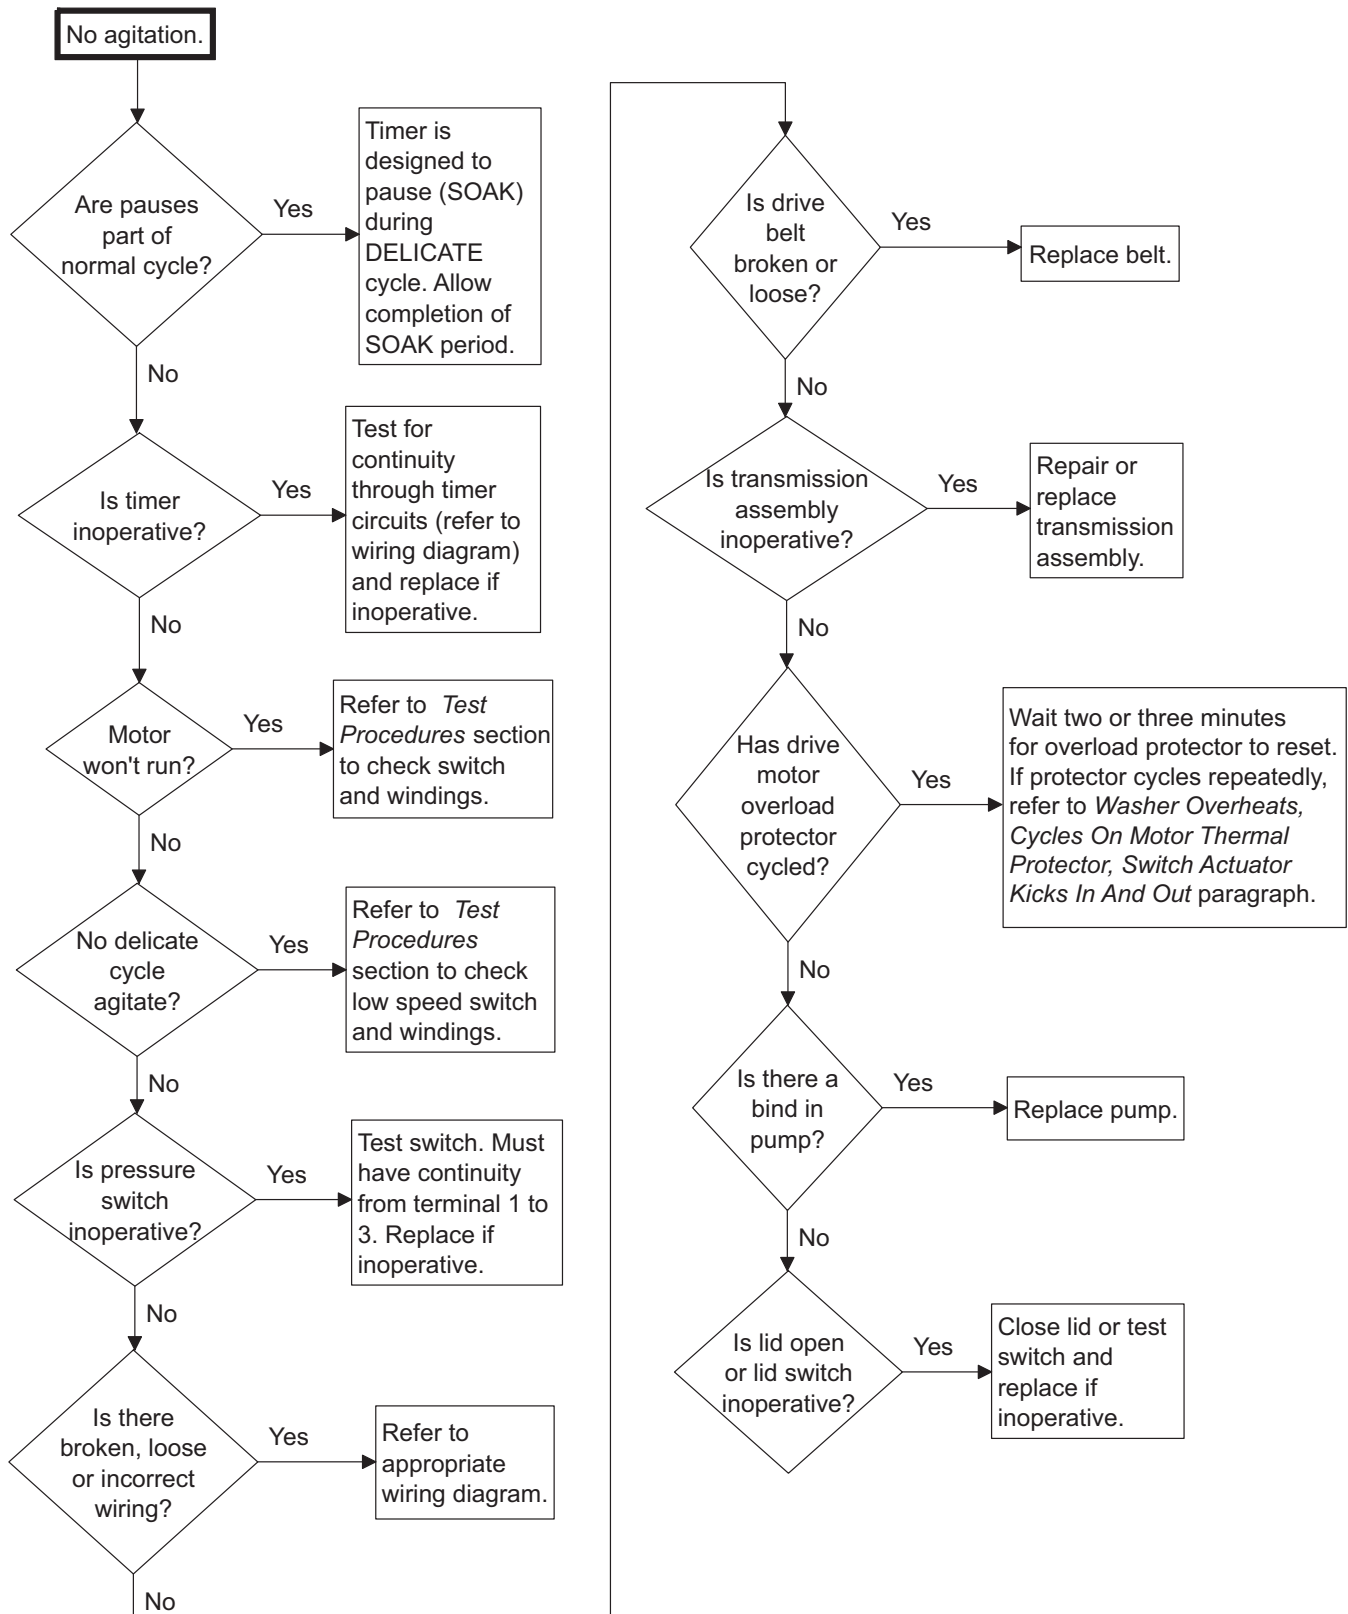 No agitation.
Are pauses
part of
normal cycle?
Yes
Timer is
designed to
pause (SOAK)
during
DELICATE
cycle. Allow
completion of
SOAK period.
No
Is timer
inoperative?
Yes
Test for
continuity
through timer
circuits (refer to
wiring diagram)
and replace if
inoperative.
No
Motor
won't run?
Yes
Refer to Test
Procedures section
to check switch
and windings.
No
No delicate
cycle
agitate?
Yes
Refer to Test
Procedures
section to check
low speed switch
and windings.
No
Is pressure
switch
inoperative?
Yes
Test switch. Must
have continuity
from terminal 1 to
3. Replace if
inoperative.
No
Is there
broken, loose
or incorrect
wiring?
Yes
Refer to
appropriate
wiring diagram.
No
Is drive
belt
broken or
loose?
Yes
Replace belt.
No
Is transmission
assembly
inoperative?
Yes
Repair or
replace
transmission
assembly.
No
Has drive
motor
overload
protector
cycled?
Yes
Wait two or three minutes
for overload protector to reset.
If protector cycles repeatedly,
refer to Washer Overheats,
Cycles On Motor Thermal
Protector, Switch Actuator
Kicks In And Out paragraph.
No
Is there a
bind in
pump?
Yes
Replace pump.
No
Is lid open
or lid switch
inoperative?
Yes
Close lid or test
switch and
replace if
inoperative.